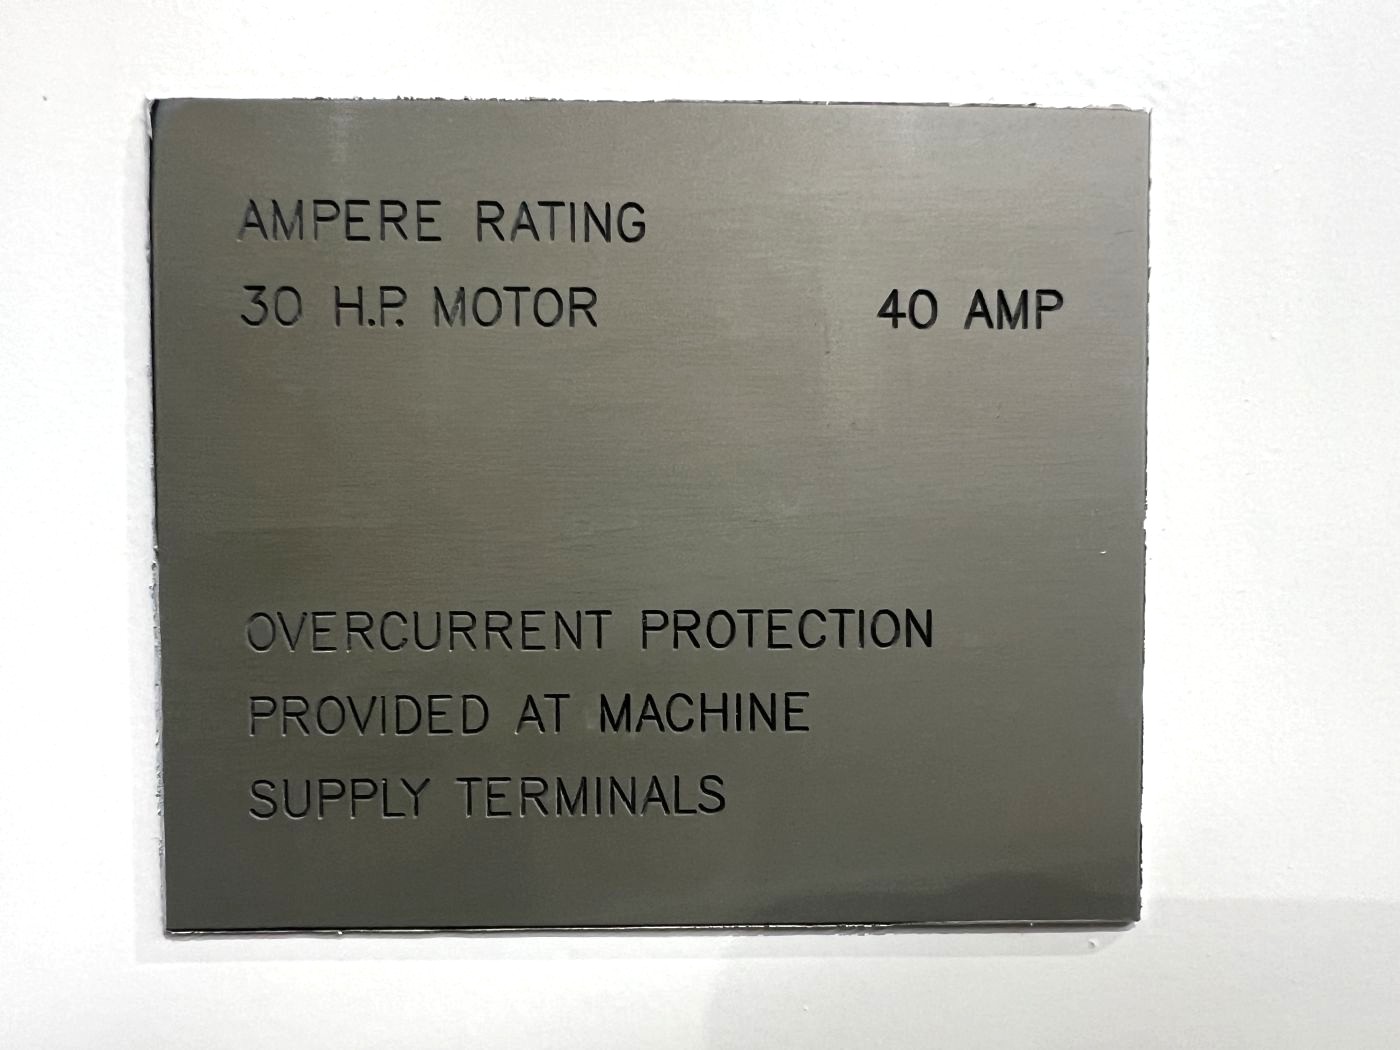 AMPERE RATING
30 H.P. MOTOR 40 AMP
OVERCURRENT PROTECTION
PROVIDED AT MACHINE
SUPPLY TERMINALS